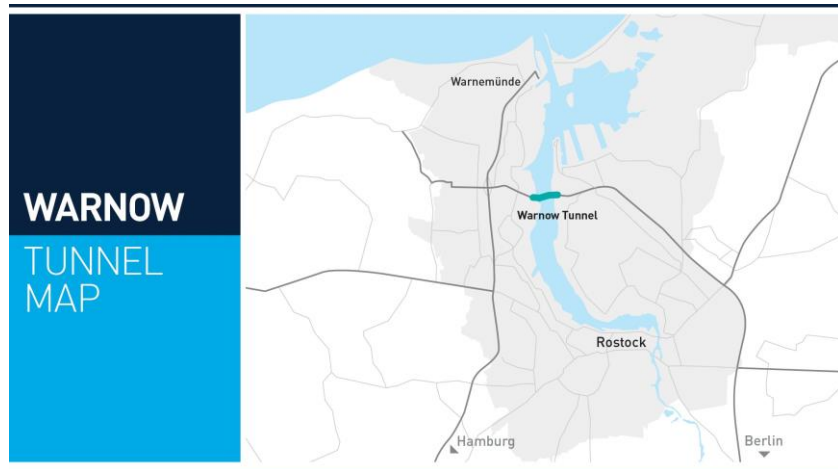 WARNOW
TUNNEL
MAP
Warnemünde
Warnow Tunnel
Rostock
Hamburg
Berlin